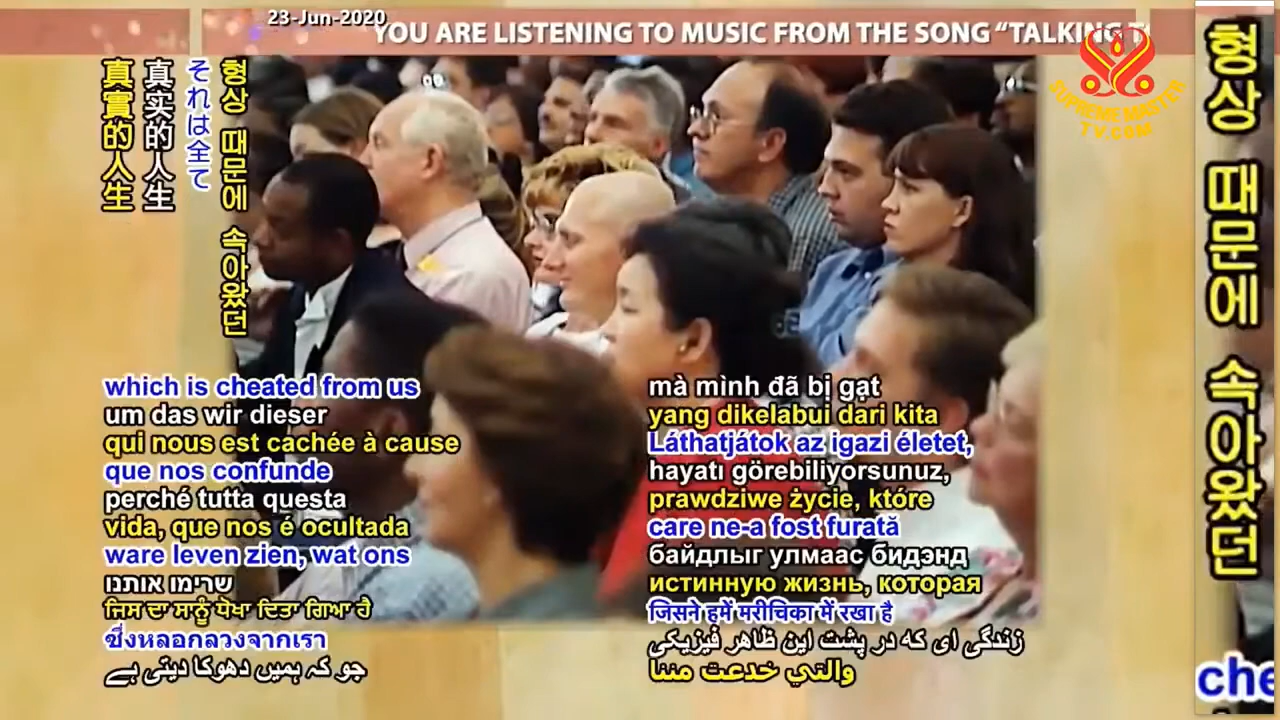 23-Jun-2020
YOU ARE LISTENING TO MUSIC FROM THE SONG “TALKING
SUPREME MASTER
TV.COM
真實的人生
真实的人生
それは全て
형상 때문에 속아왔던
which is cheated from us
um das wir dieser
qui nous est cachée à cause
que nos confunde
perché tutta questa
vida, que nos é ocultada
ware leven zien, wat ons
שרימו אותנו
ਜਿਸ ਦਾ ਸਾਨੂੰ ਧੋਖਾ ਦਿਤਾ ਗਿਆ ਹੈ
ซึ่งหลอกลวงจากเรา
جو کہ ہمیں دھوکا دیتی ہے
mà mình đã bị gạt
yang dikelabui dari kita
Láthatjátok az igazi életet,
hayatı görebiliyorsunuz,
prawdziwe życie, które
care ne-a fost furată
байдлыг улмаас бидэнд
истинную жизнь, которая
जिसने हमें मरीचिका में रखा है
زندگی ای که در پشت این ظاهر فیزیکی
والتي خدعت مننا
형상 때문에 속아왔던
che